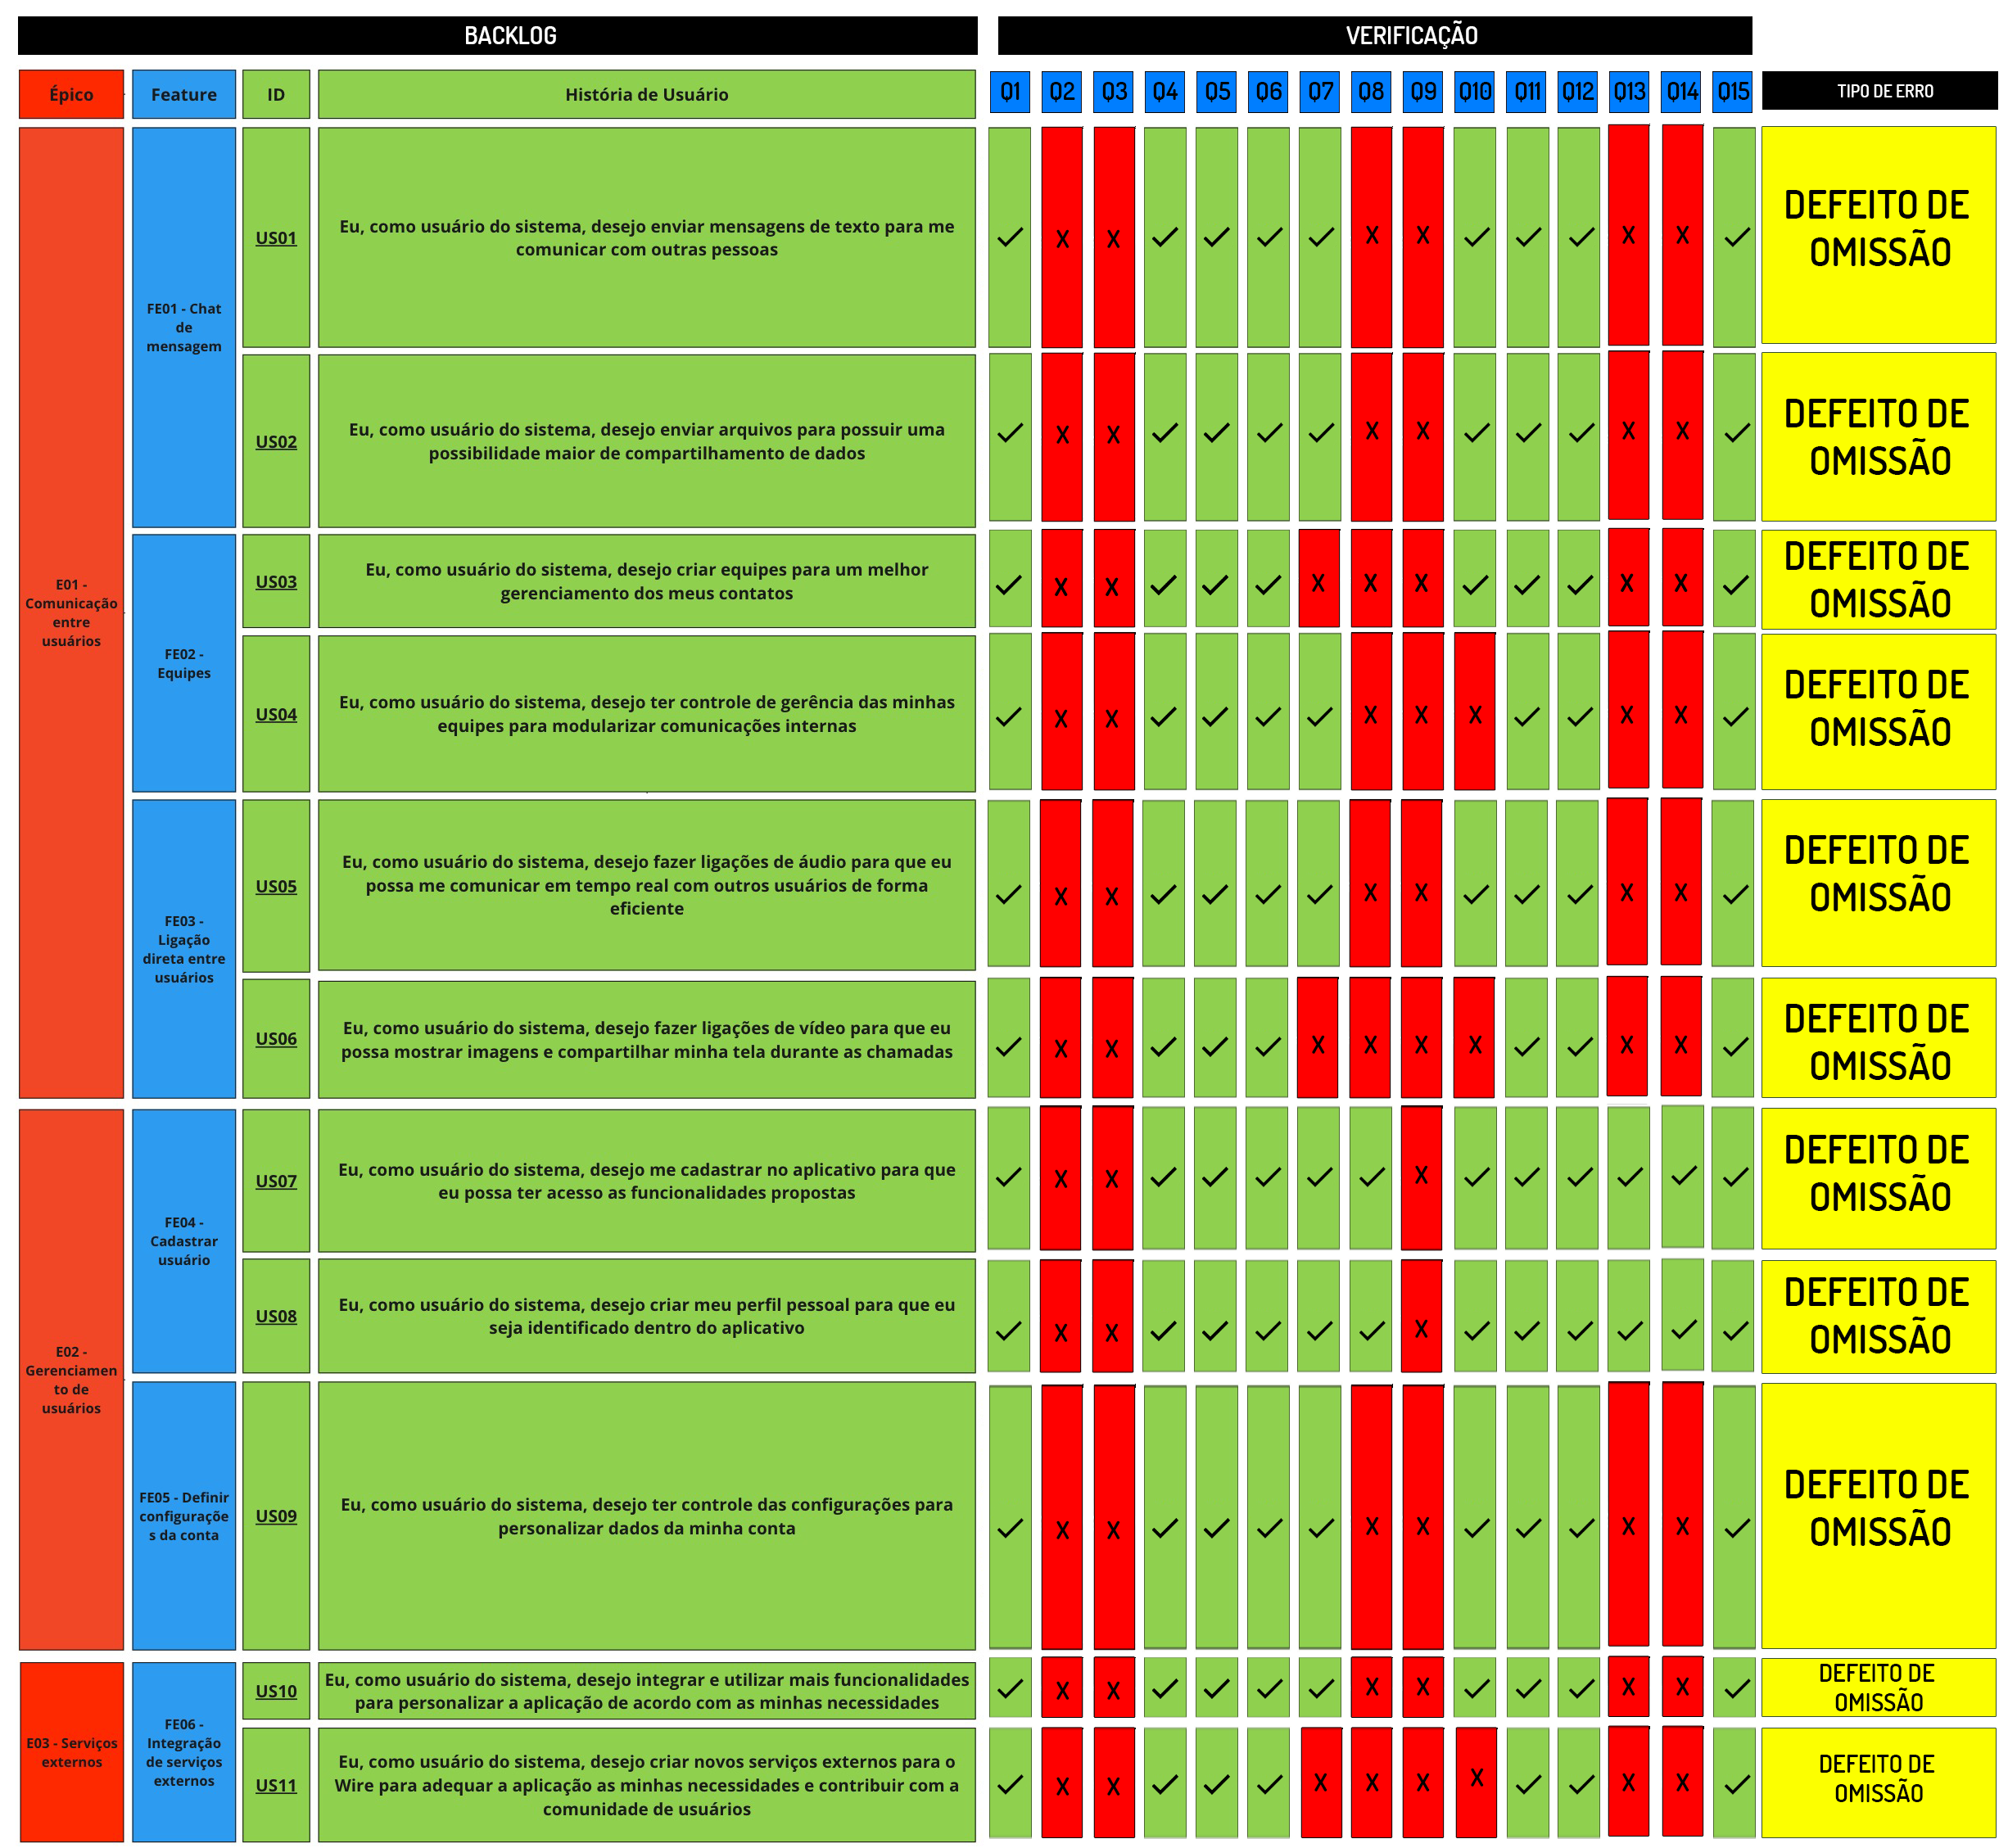 BACKLOG
VERIFICAÇÃO
Épico
Feature
ID
História de Usuário
Q1
Q2
Q3
Q4
Q5
Q6
Q7
Q8
Q9
Q10
Q11
Q12
Q13
Q14
Q15
TIPO DE ERRO
E01 -
Comunicação
entre
usuários
FE01 - Chat
de
mensagem
US01
Eu, como usuário do sistema, desejo enviar mensagens de texto para me
comunicar com outras pessoas
X X X X X X
DEFEITO DE
OMISSÃO
US02
Eu, como usuário do sistema, desejo enviar arquivos para possuir uma
possibilidade maior de compartilhamento de dados
X X X X X X
DEFEITO DE
OMISSÃO
FE02 -
Equipes
US03
Eu, como usuário do sistema, desejo criar equipes para um melhor
gerenciamento dos meus contatos
X X X X X X X
DEFEITO DE
OMISSÃO
US04
Eu, como usuário do sistema, desejo ter controle de gerência das minhas
equipes para modularizar comunicações internas
X X X X X X X
DEFEITO DE
OMISSÃO
FE03 -
Ligação
direta entre
usuários
US05
Eu, como usuário do sistema, desejo fazer ligações de áudio para que eu
possa me comunicar em tempo real com outros usuários de forma
eficiente
X X X X X X
DEFEITO DE
OMISSÃO
US06
Eu, como usuário do sistema, desejo fazer ligações de vídeo para que eu
possa mostrar imagens e compartilhar minha tela durante as chamadas
X X X X X X X X
DEFEITO DE
OMISSÃO
E02 -
Gerenciamen
to de
usuários
FE04 -
Cadastrar
usuário
US07
Eu, como usuário do sistema, desejo me cadastrar no aplicativo para que
eu possa ter acesso as funcionalidades propostas
X X X
DEFEITO DE
OMISSÃO
US08
Eu, como usuário do sistema, desejo criar meu perfil pessoal para que eu
seja identificado dentro do aplicativo
X X X
DEFEITO DE
OMISSÃO
FE05 - Definir
configuraçõe
s da conta
US09
Eu, como usuário do sistema, desejo ter controle das configurações para
personalizar dados da minha conta
X X X X X X
DEFEITO DE
OMISSÃO
E03 - Serviços
externos
FE06 -
Integração
de serviços
externos
US10
Eu, como usuário do sistema, desejo integrar e utilizar mais funcionalidades
para personalizar a aplicação de acordo com as minhas necessidades
X X X X X X
DEFEITO DE
OMISSÃO
US11
Eu, como usuário do sistema, desejo criar novos serviços externos para o
Wire para adequar a aplicação as minhas necessidades e contribuir com a
comunidade de usuários
X X X X X X X X
DEFEITO DE
OMISSÃO